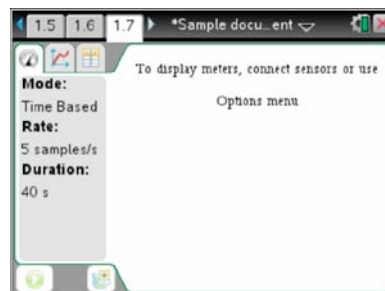 1.5 1.6 1.7 *Sample docu…ent
To display meters, connect sensors or use
Options menu
Mode:
Time Based
Rate:
5 samples/s
Duration:
40 s